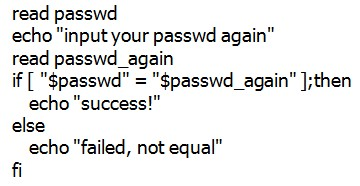 read passwd
echo "input your passwd again"
read passwd_again
if [ "$passwd" = "$passwd_again" ];then
    echo "success!"
else
    echo "failed, not equal"
fi